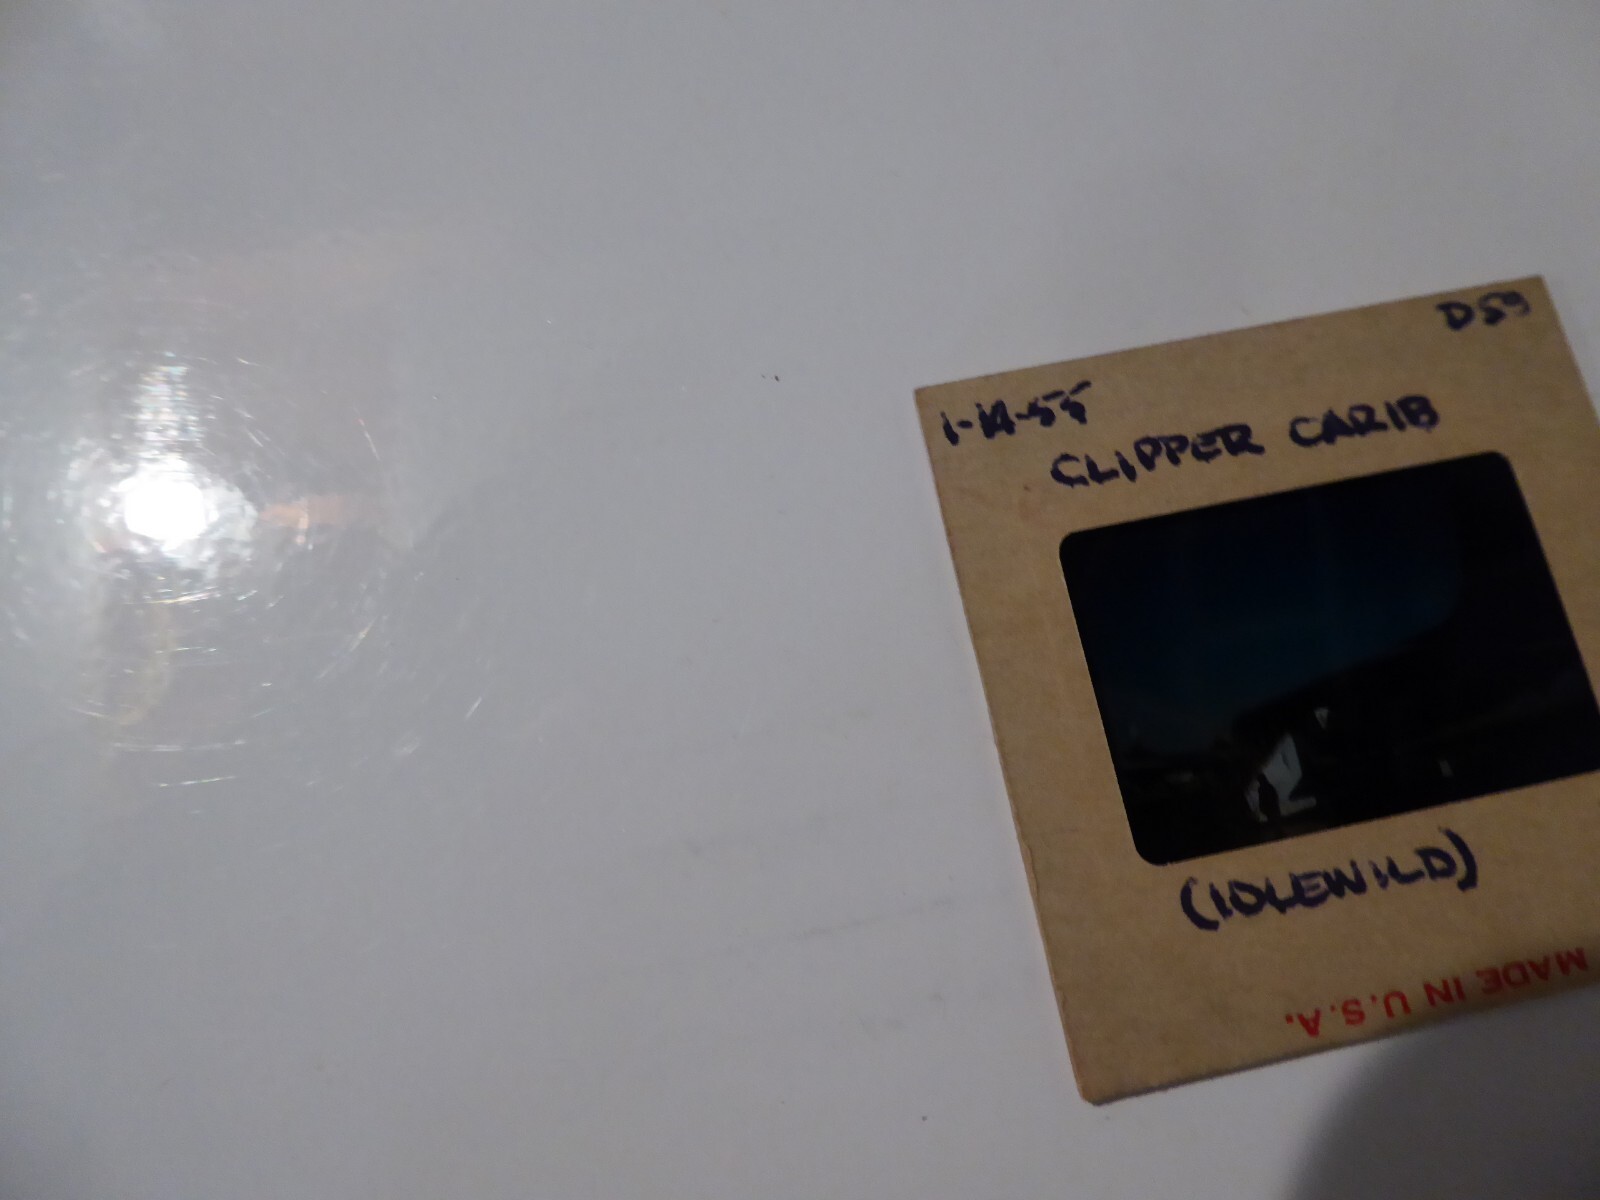 D59
1-14-55
CLIPPER CARIB
(IDLEWILD)
MADE IN U.S.A.